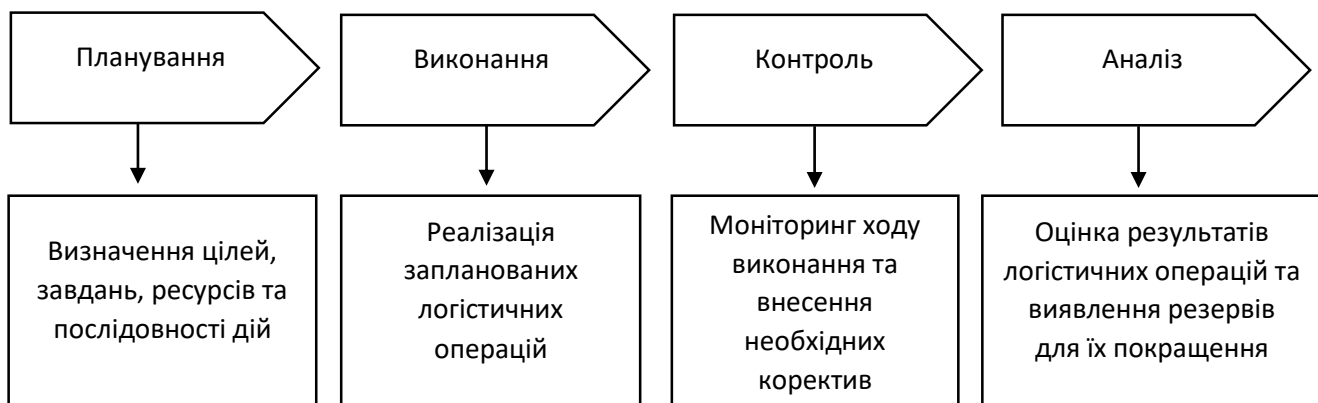 Планування
Виконання
Контроль
Аналіз
Визначення цілей,
завдань, ресурсів та
послідовності дій
Реалізація
запланованих
логістичних
операцій
Моніторинг ходу
виконання та
внесення
необхідних
коректив
Оцінка результатів
логістичних операцій та
виявлення резервів
для їх покращення